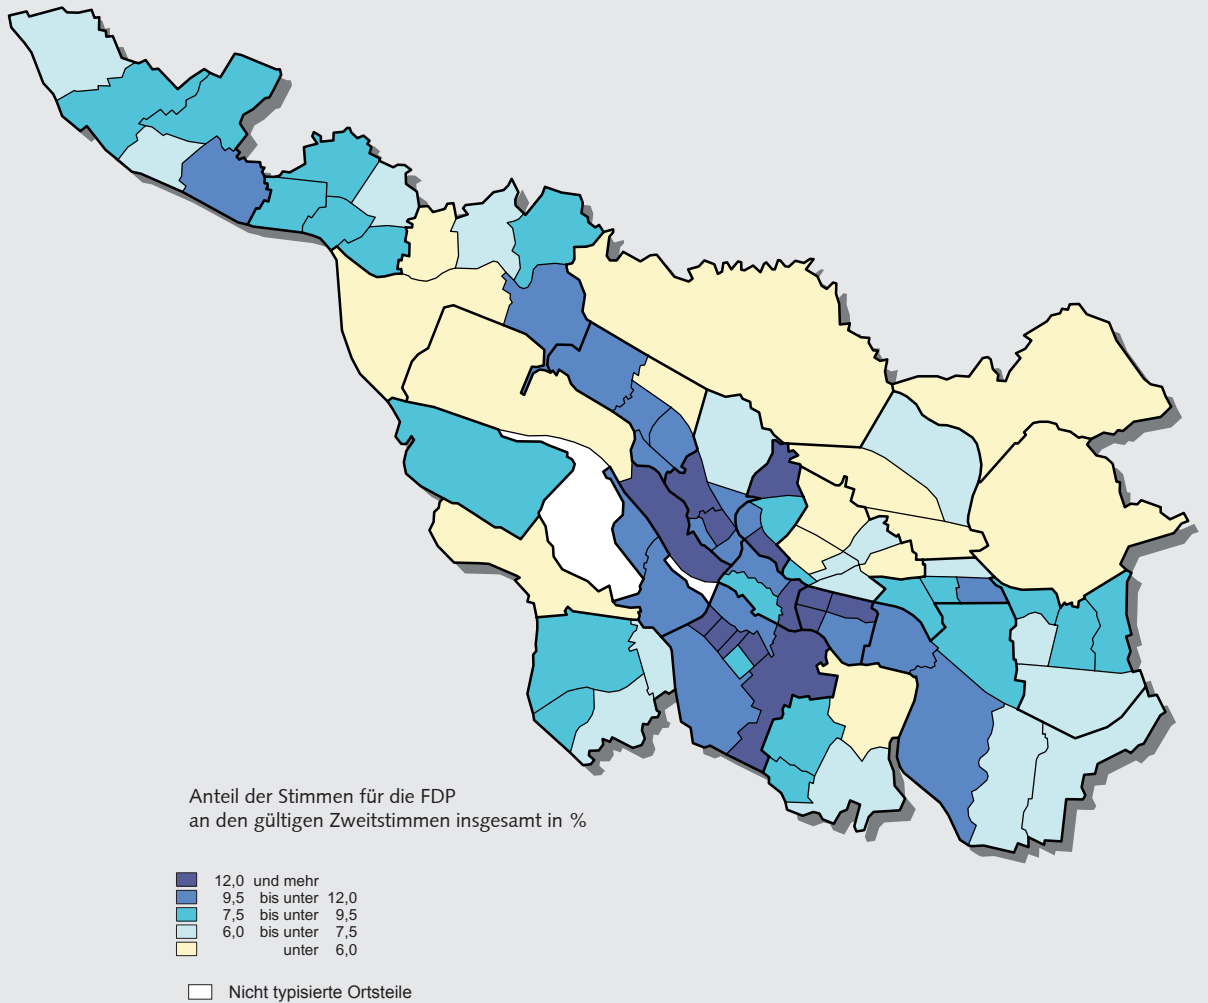 Anteil der Stimmen für die FDP
an den gültigen Zweitstimmen insgesamt in %
12,0 und mehr
9,5 bis unter 12,0
7,5 bis unter 9,5
6,0 bis unter 7,5
unter 6,0
Nicht typisierte Ortsteile